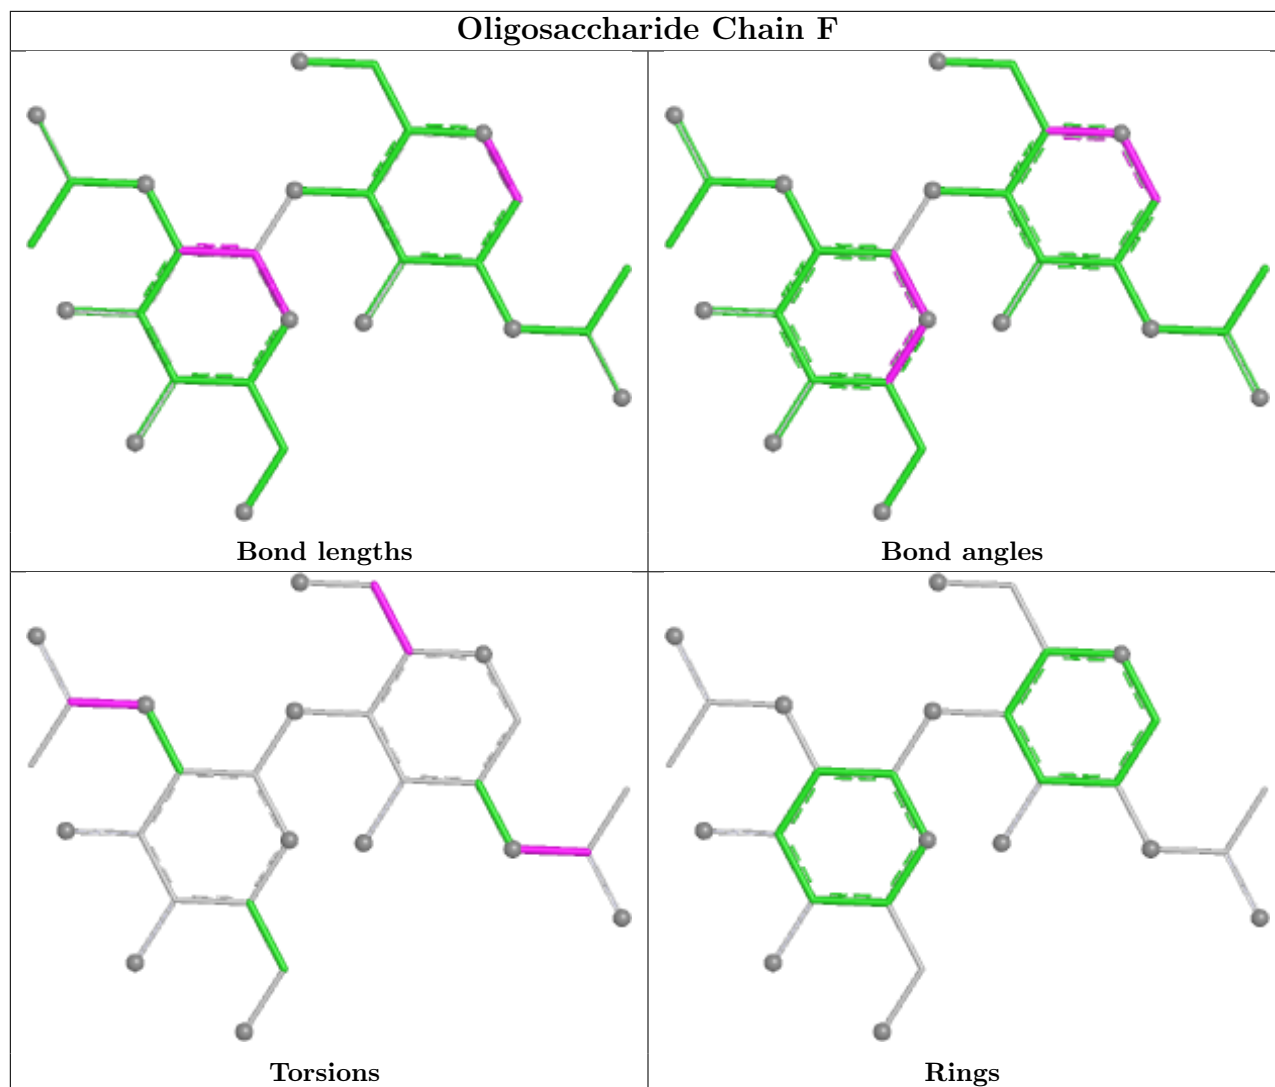 Oligosaccharide Chain F
Bond lengths
Bond angles
Torsions
Rings